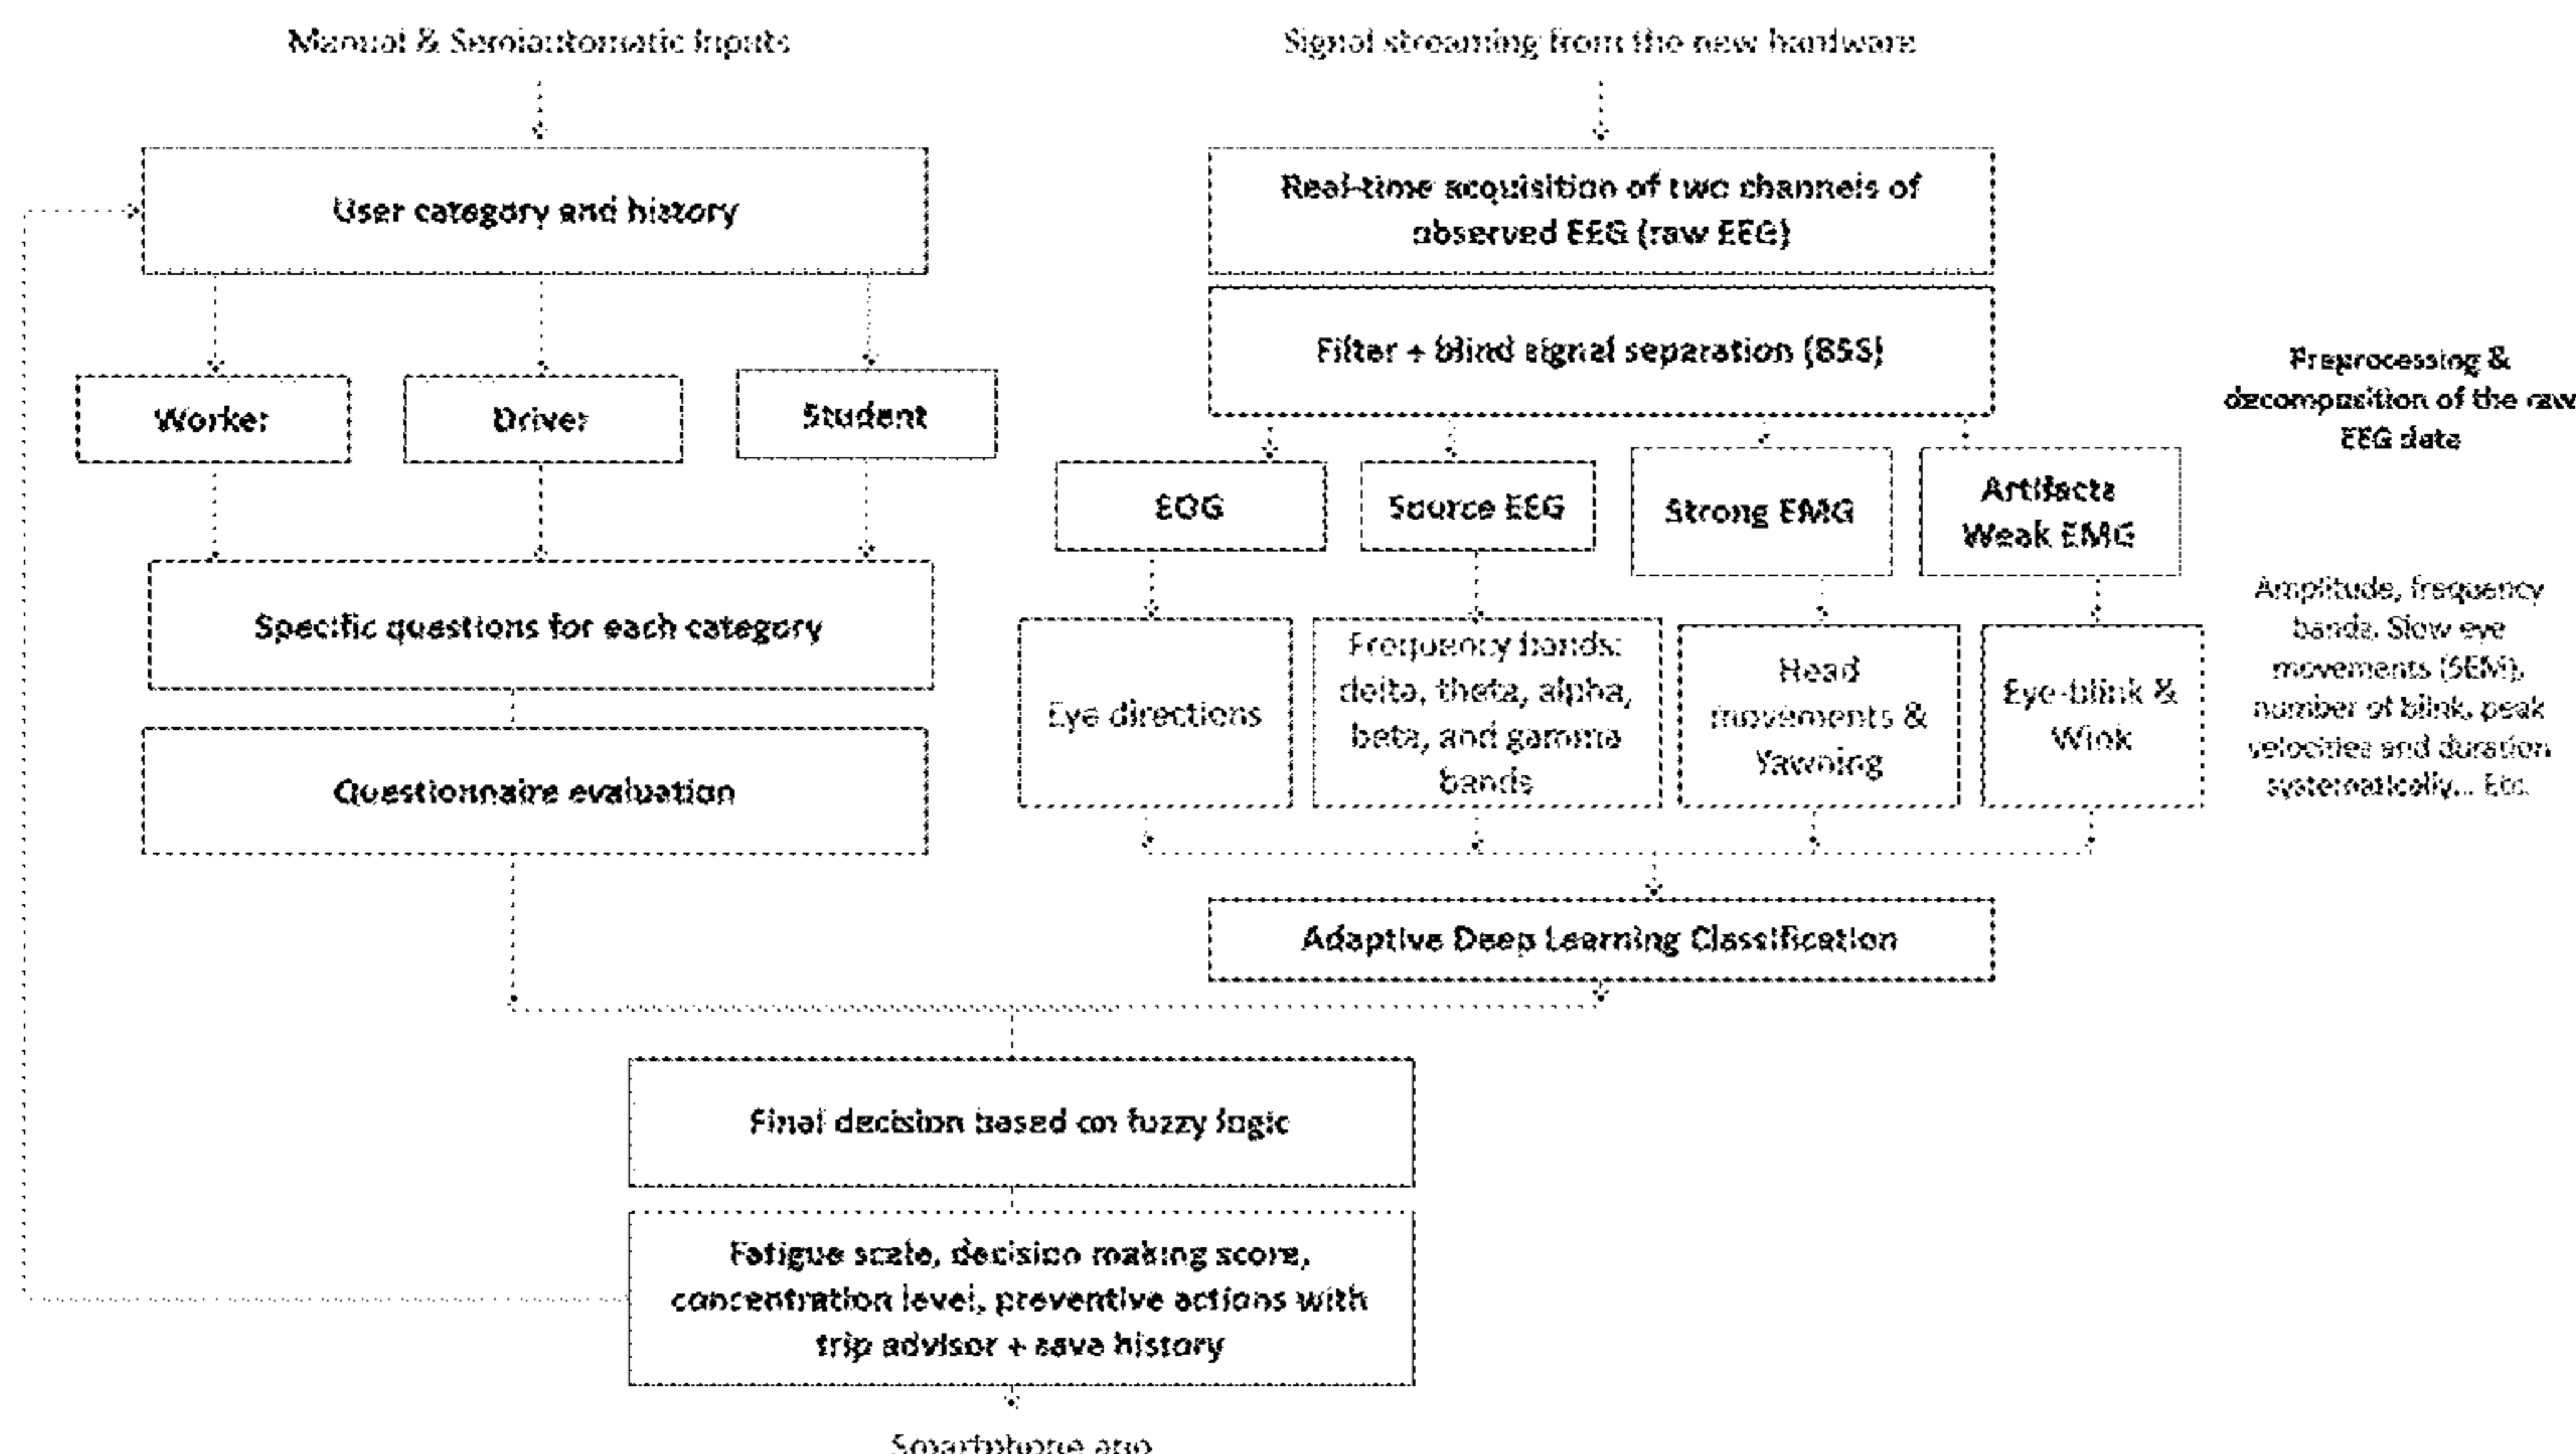 Manual & Semiautomatic Inputs
Signal streaming from the new hardware
User category and history
Real-time acquisition of two channels of
observed EEG (raw EEG)
Filter + blind signal separation (BSS)
Preprocessing &
decomposition of the raw
EEG data
Worker
Driver
Student
EOG
Source EEG
Strong EMG
Artifacts
Weak EMG
Specific questions for each category
Eye directions
Frequency bands:
delta, theta, alpha,
beta, and gamma
bands
Head
movements &
Yawning
Eye-blink &
Wink
Amplitude, frequency
bands, Slow eye
movements (SEM),
number of blink, peak
velocities and duration
systematically... Etc.
Questionnaire evaluation
Adaptive Deep Learning Classification
Final decision based on fuzzy logic
Fatigue scale, decision making score,
concentration level, preventive actions with
trip advisor + save history
Smartphone app